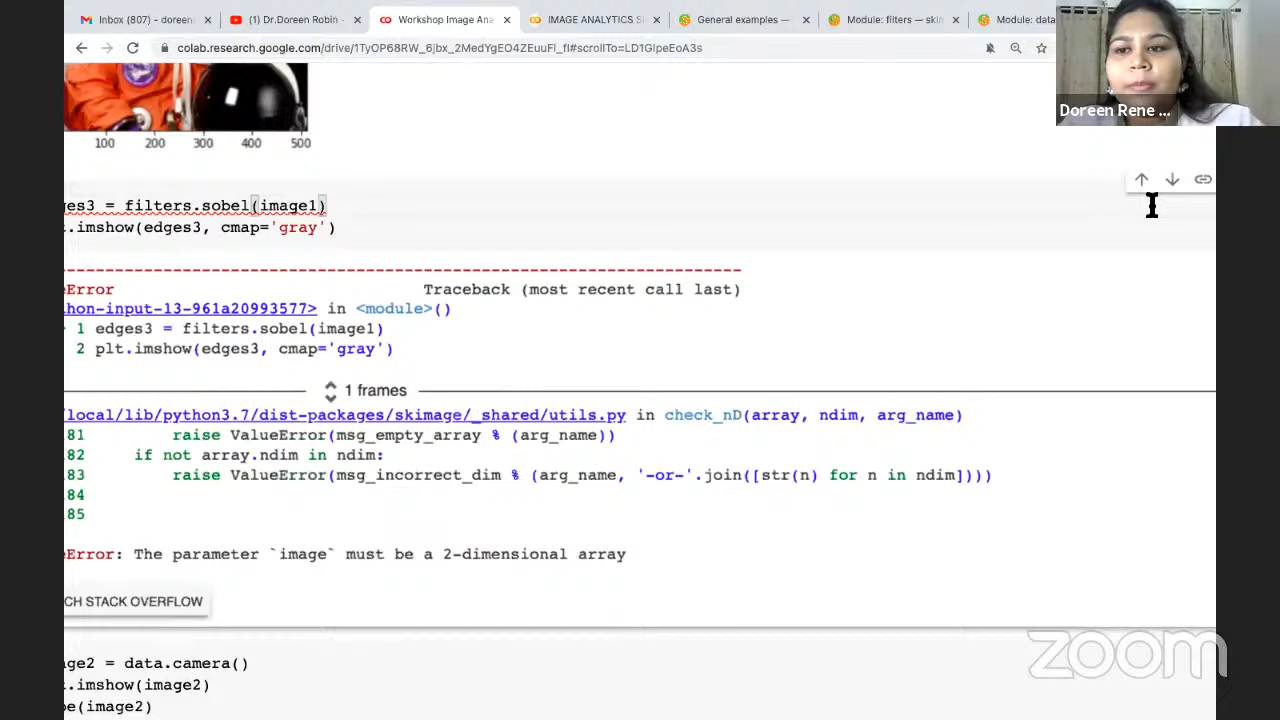 Inbox (807) - doreen
(1) Dr.Doreen Robin -
Workshop Image Ana
IMAGE ANALYTICS S
General examples —
Module: filters — skin
Module: data
colab.research.google.com/drive/1TyOP68RW_6jbx_2MedYgEO4ZEuuFl_fl#scrollTo=LD1GlpeEoA3s
Doreen Rene ...
100 200 300 400 500
ges3 = filters.sobel(image1)
t.imshow(edges3, cmap='gray')
--------------------------------------------------------------------
eError Traceback (most recent call last)
hon-input-13-961a20993577> in <module>()
1 edges3 = filters.sobel(image1)
2 plt.imshow(edges3, cmap='gray')
1 frames
/local/lib/python3.7/dist-packages/skimage/_shared/utils.py in check_nD(array, ndim, arg_name)
81 raise ValueError(msg_empty_array % (arg_name))
82 if not array.ndim in ndim:
83 raise ValueError(msg_incorrect_dim % (arg_name, '-or-'.join([str(n) for n in ndim])))
84
85
eError: The parameter `image` must be a 2-dimensional array
CH STACK OVERFLOW
age2 = data.camera()
t.imshow(image2)
pe(image2)
zoom